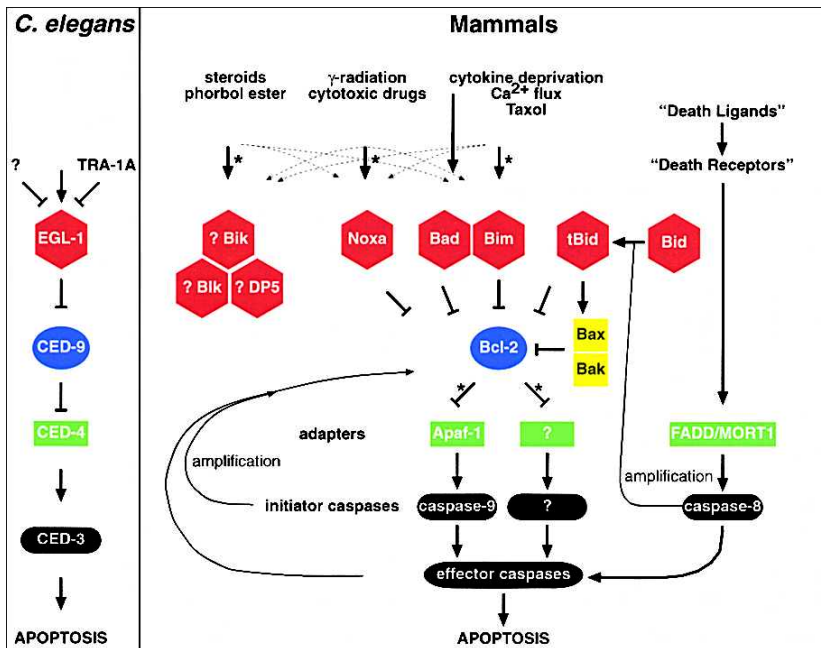 C. elegans
Mammals
steroids
phorbol ester
γ-radiation
cytotoxic drugs
cytokine deprivation
Ca2+ flux
Taxol
"Death Ligands"
"Death Receptors"
?
TRA-1A
*
*
*
EGL-1
? Bik
? Blk
? DP5
Noxa
Bad
Bim
tBid
Bid
CED-9
Bcl-2
Bax
Bak
*
*
CED-4
adapters
Apaf-1
?
FADD/MORT1
amplification
amplification
initiator caspases
caspase-9
?
caspase-8
CED-3
effector caspases
APOPTOSIS
APOPTOSIS